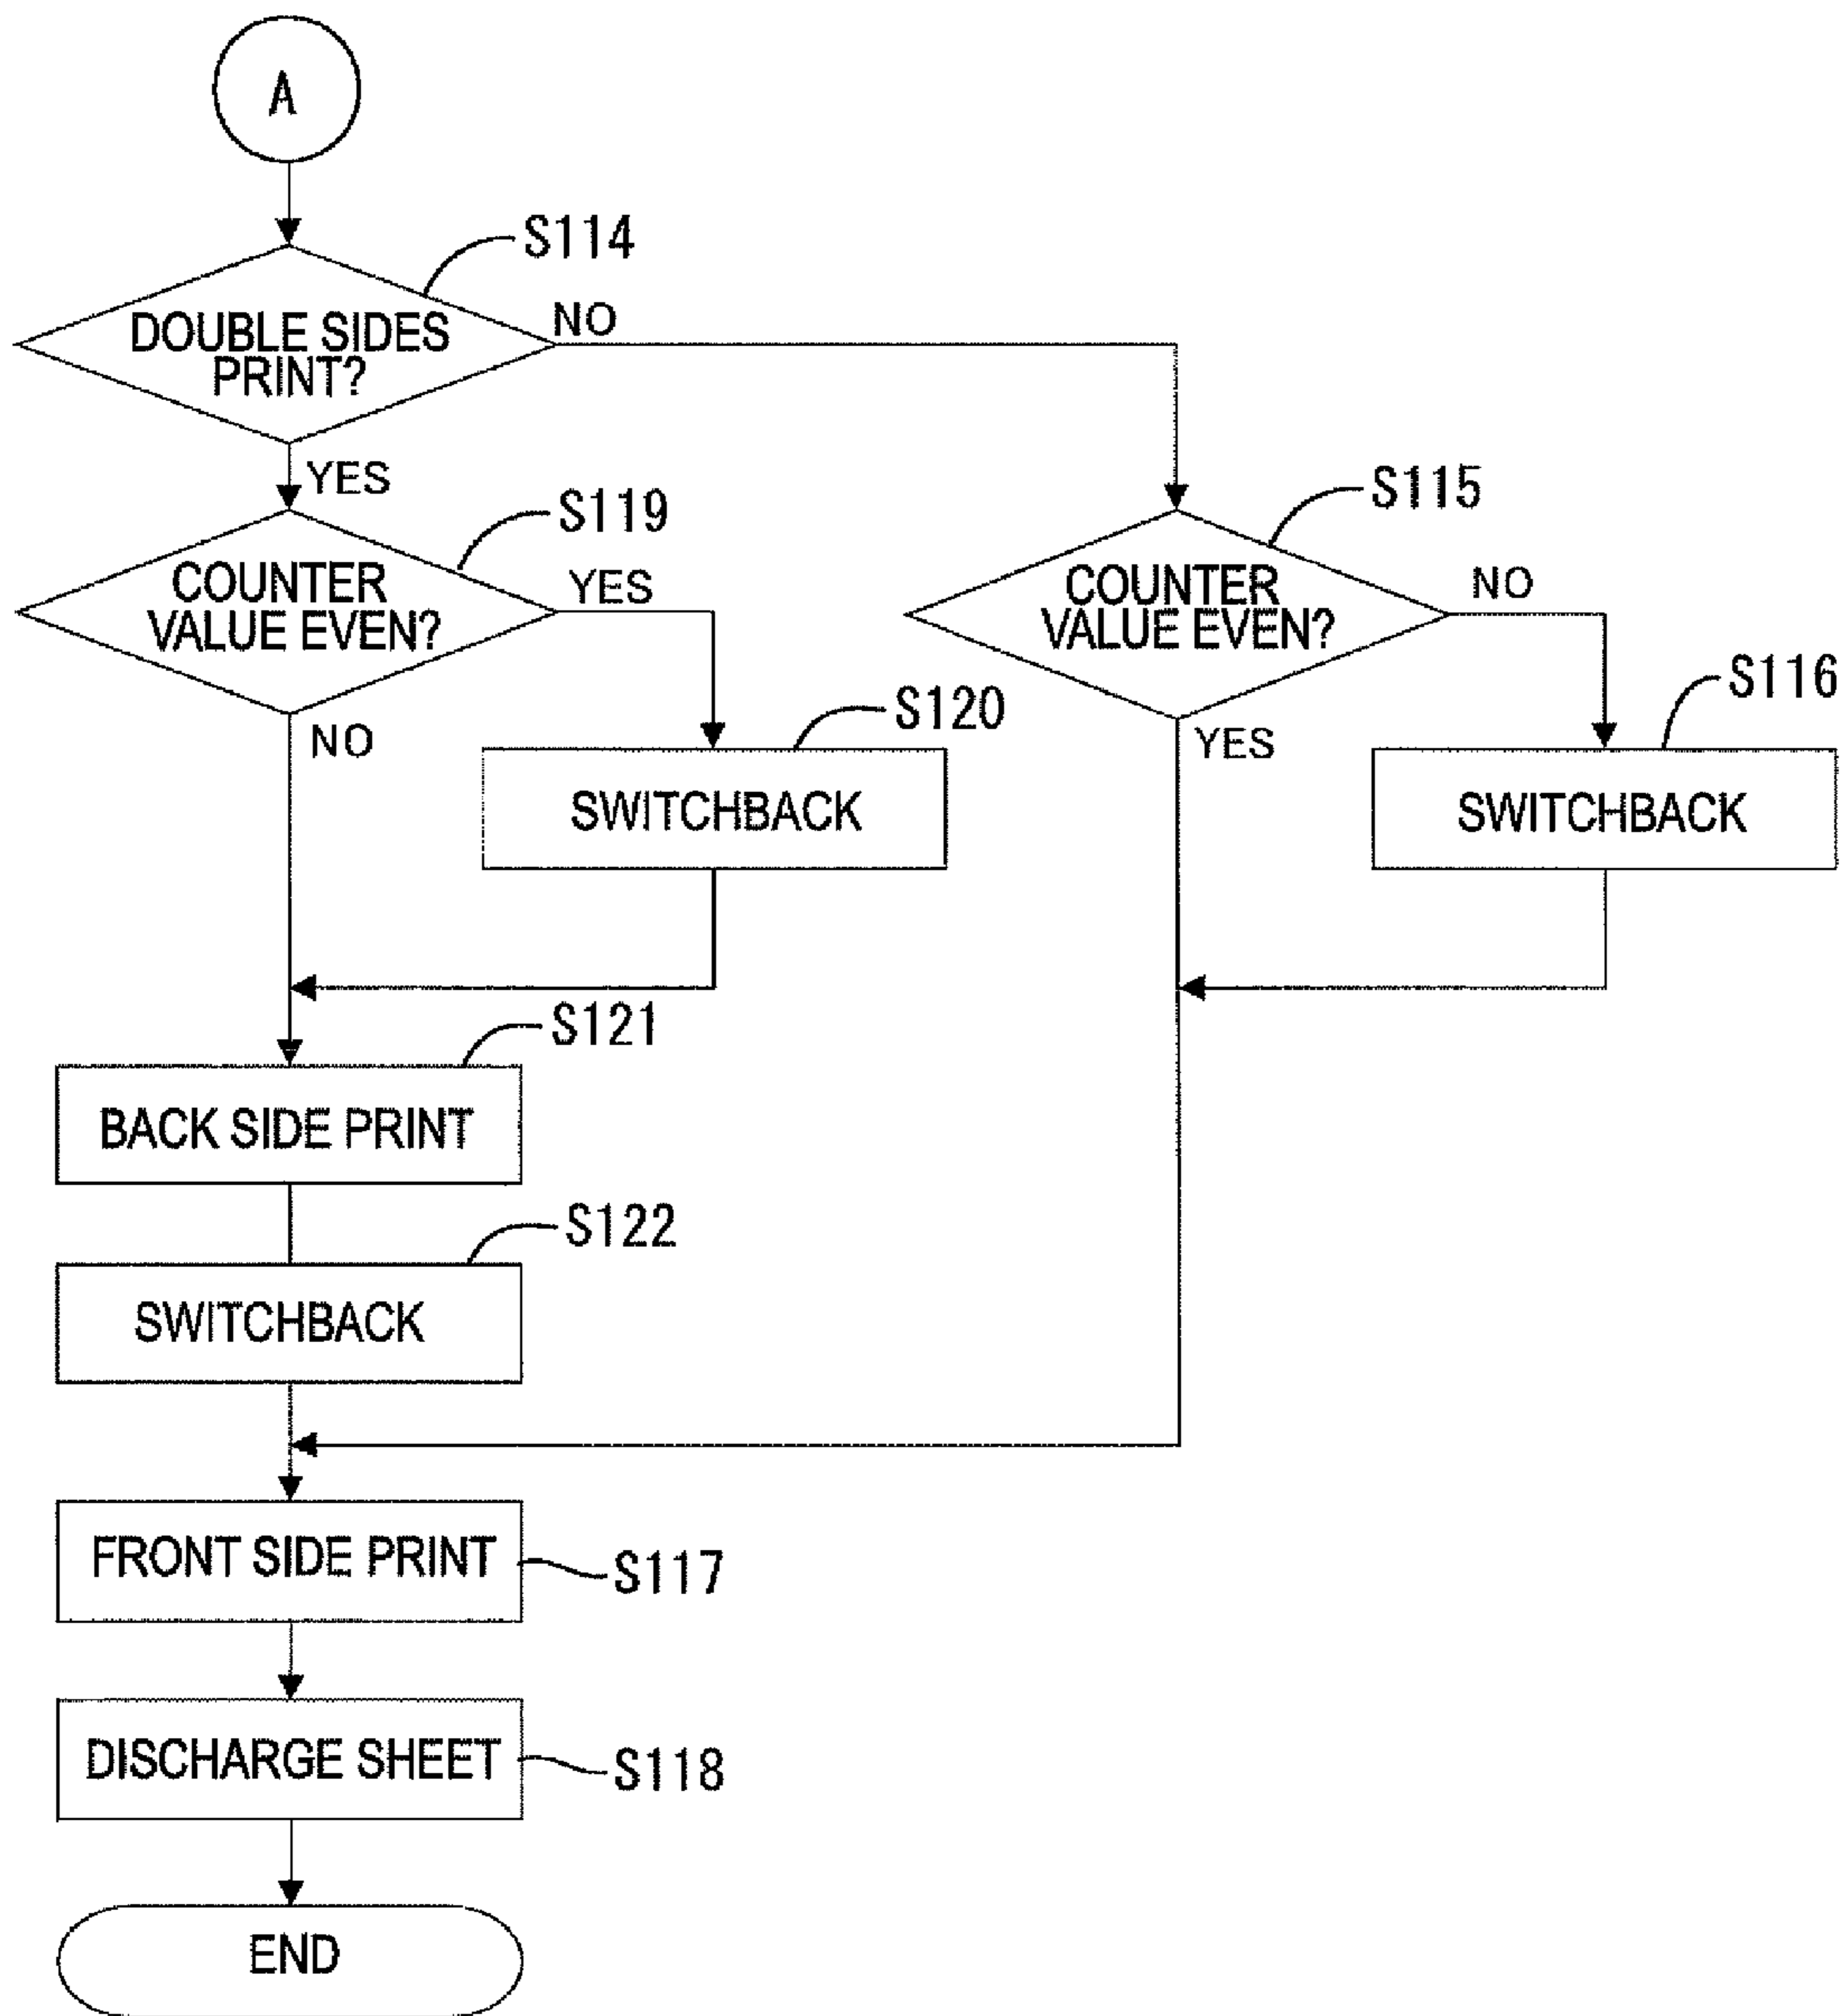 A
S114
DOUBLE SIDES
PRINT?
NO
YES
S119
COUNTER
VALUE EVEN?
YES
NO
S115
COUNTER
VALUE EVEN?
NO
YES
S120
SWITCHBACK
S116
SWITCHBACK
S121
BACK SIDE PRINT
S122
SWITCHBACK
FRONT SIDE PRINT
S117
DISCHARGE SHEET
S118
END